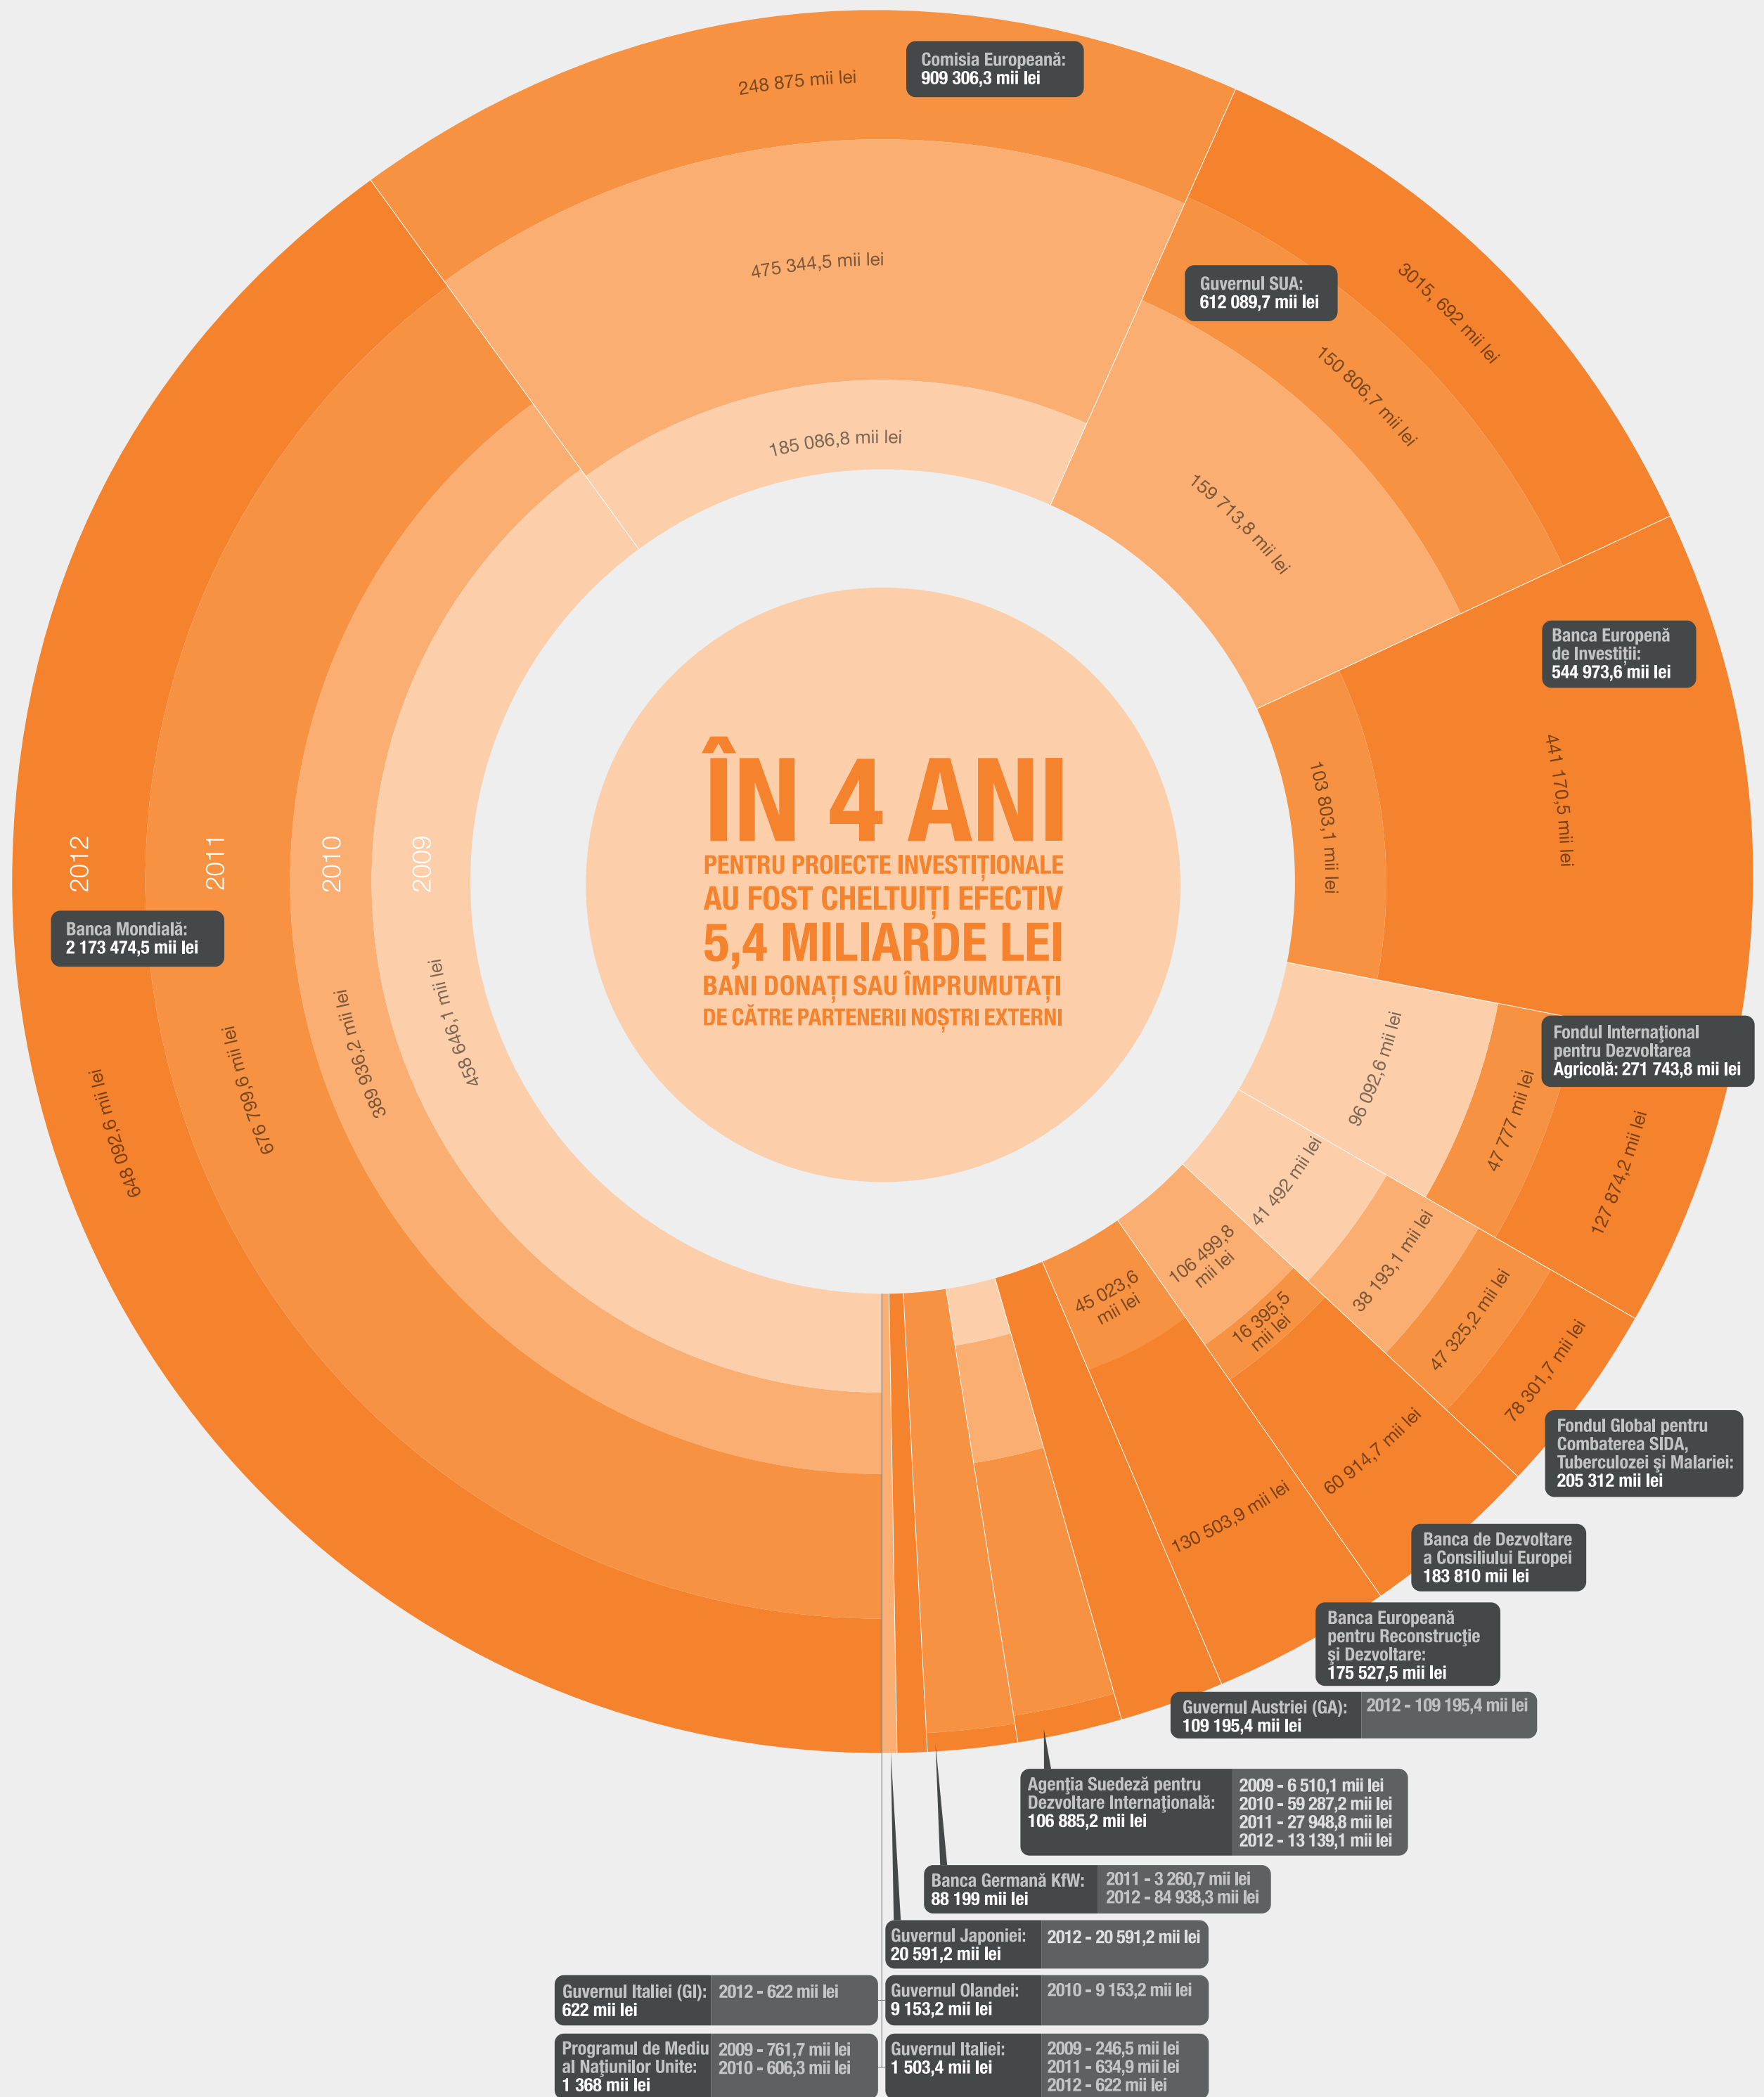 Comisia Europeană:
909 306,3 mii lei
248 875 mii lei
475 344,5 mii lei
185 086,8 mii lei
Guvernul SUA:
612 089,7 mii lei
3015, 692 mii lei
150 806,7 mii lei
159 713,8 mii lei
Banca Europenă
de Investiții:
544 973,6 mii lei
441 170,5 mii lei
103 803,1 mii lei
ÎN 4 ANI
PENTRU PROIECTE INVESTIȚIONALE
AU FOST CHELTUIȚI EFECTIV
5,4 MILIARDE LEI
BANI DONAȚI SAU ÎMPRUMUTAȚI
DE CĂTRE PARTENERII NOȘTRI EXTERNI
2012
2011
2010
2009
Banca Mondială:
2 173 474,5 mii lei
648 092,6 mii lei
676 799,6 mii lei
389 936,2 mii lei
458 646,1 mii lei
Fondul Internaţional
pentru Dezvoltarea
Agricolă: 271 743,8 mii lei
96 092,6 mii lei
47 777 mii lei
127 874,2 mii lei
41 492 mii lei
38 193,1 mii lei
47 325,2 mii lei
78 301,7 mii lei
Fondul Global pentru
Combaterea SIDA,
Tuberculozei şi Malariei:
205 312 mii lei
106 499,8
mii lei
16 395,5
mii lei
60 914,7 mii lei
Banca de Dezvoltare
a Consiliului Europei
183 810 mii lei
45 023,6
mii lei
130 503,9 mii lei
Banca Europeană
pentru Reconstrucţie
şi Dezvoltare:
175 527,5 mii lei
Guvernul Austriei (GA):
109 195,4 mii lei
2012 - 109 195,4 mii lei
Agenţia Suedeză pentru
Dezvoltare Internaţională:
106 885,2 mii lei
2009 - 6 510,1 mii lei
2010 - 59 287,2 mii lei
2011 - 27 948,8 mii lei
2012 - 13 139,1 mii lei
Banca Germană KfW:
88 199 mii lei
2011 - 3 260,7 mii lei
2012 - 84 938,3 mii lei
Guvernul Japoniei:
20 591,2 mii lei
2012 - 20 591,2 mii lei
Guvernul Italiei (GI):
622 mii lei
2012 - 622 mii lei
Guvernul Olandei:
9 153,2 mii lei
2010 - 9 153,2 mii lei
Programul de Mediu
al Naţiunilor Unite:
1 368 mii lei
2009 - 761,7 mii lei
2010 - 606,3 mii lei
Guvernul Italiei:
1 503,4 mii lei
2009 - 246,5 mii lei
2011 - 634,9 mii lei
2012 - 622 mii lei